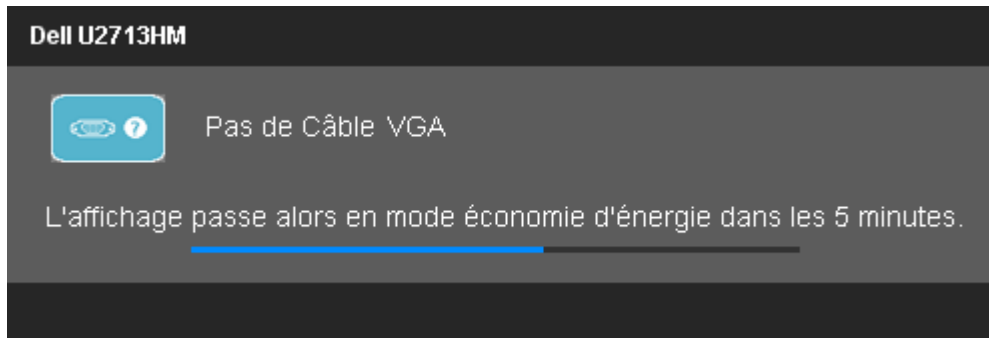 Dell U2713HM
Pas de Câble VGA
L'affichage passe alors en mode économie d'énergie dans les 5 minutes.